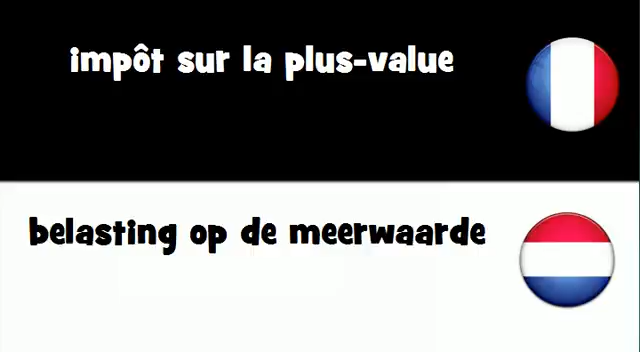 impôt sur la plus-value
belasting op de meerwaarde